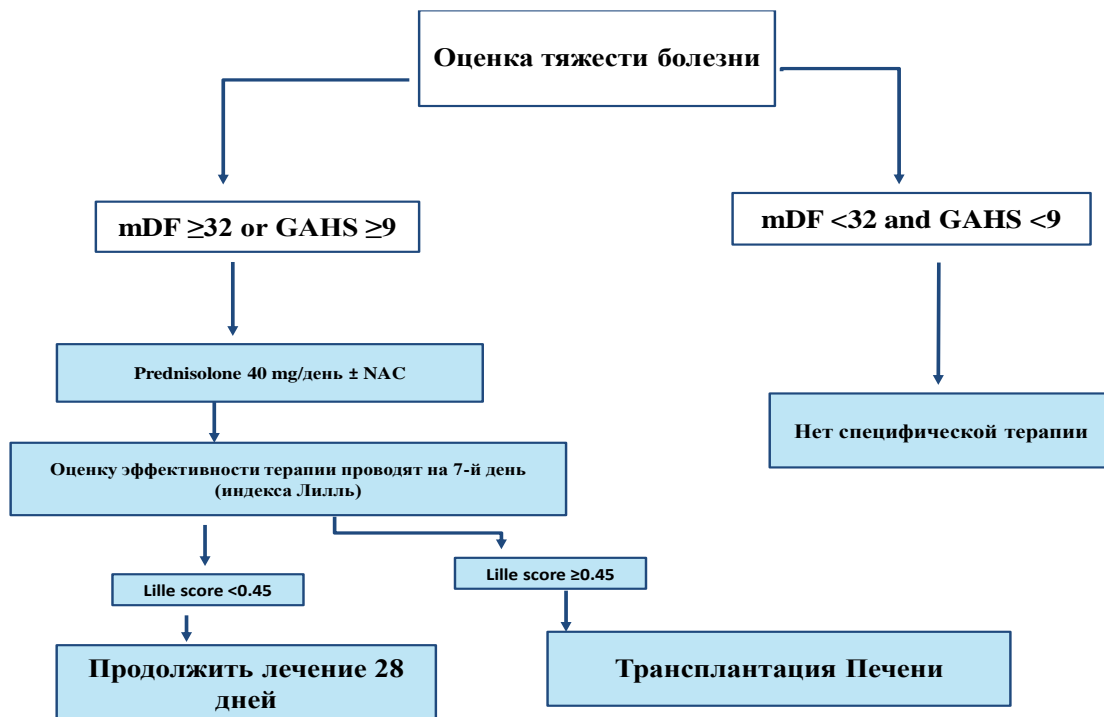 Оценка тяжести болезни
mDF ≥32 or GAHS ≥9
mDF <32 and GAHS <9
Prednisolone 40 mg/день ± NAC
Нет специфической терапии
Оценку эффективности терапии проводят на 7-й день
(индекса Лилль)
Lille score <0.45
Lille score ≥0.45
Продолжить лечение 28
дней
Трансплантация Печени